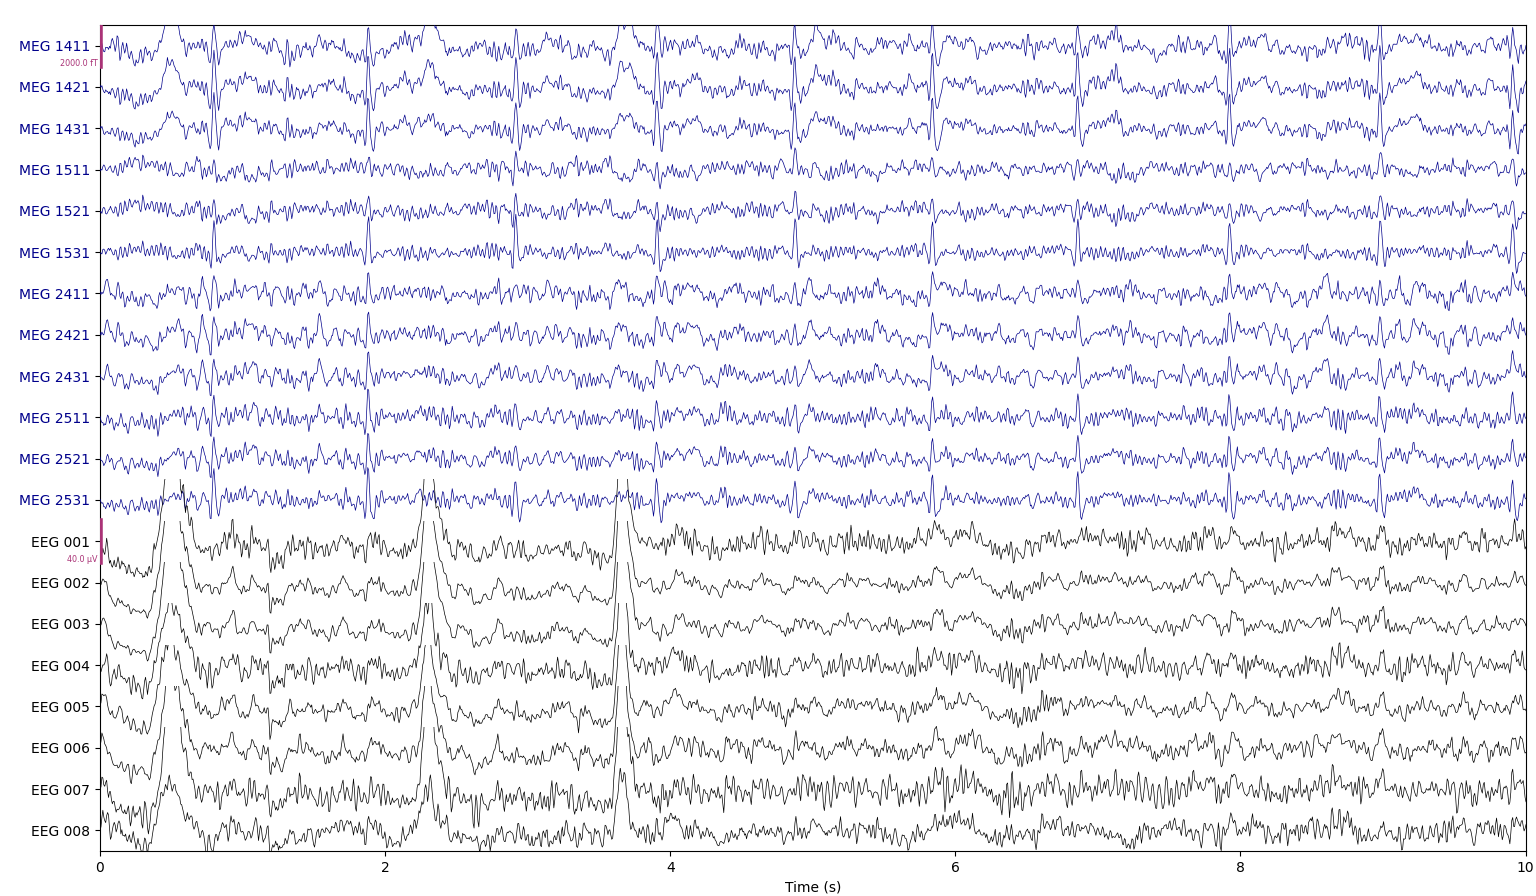 MEG 1411
2000.0 fT
MEG 1421
MEG 1431
MEG 1511
MEG 1521
MEG 1531
MEG 2411
MEG 2421
MEG 2431
MEG 2511
MEG 2521
MEG 2531
EEG 001
40.0 µV
EEG 002
EEG 003
EEG 004
EEG 005
EEG 006
EEG 007
EEG 008
0 2 4 6 8 10
Time (s)